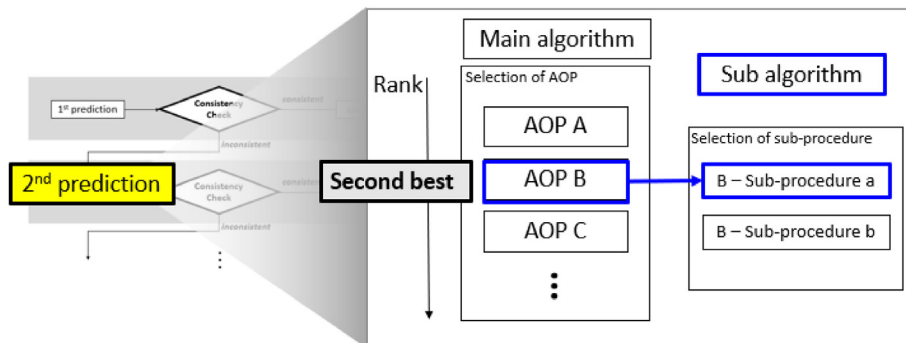 1st prediction
Consistency
Check
consistent
inconsistent
2nd prediction
Consistency
Check
consistent
inconsistent
Main algorithm
Rank
Selection of AOP
AOP A
Second best
AOP B
AOP C
Sub algorithm
Selection of sub-procedure
B – Sub-procedure a
B – Sub-procedure b